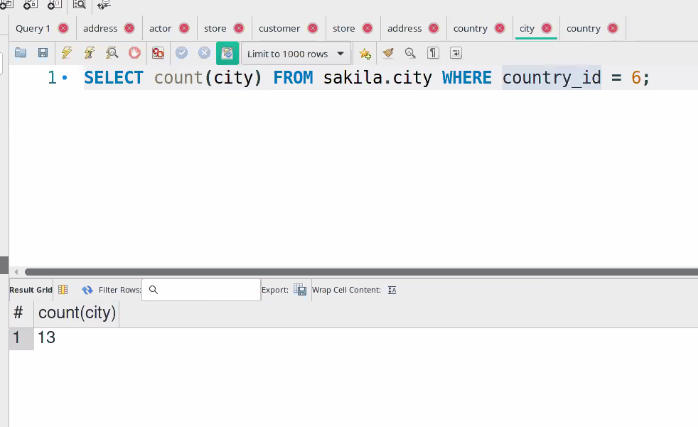 Query 1 address actor store customer store address country city country
Limit to 1000 rows
1 SELECT count(city) FROM sakila.city WHERE country_id = 6;
Result Grid Filter Rows: Export: Wrap Cell Content:
# count(city)
1 13